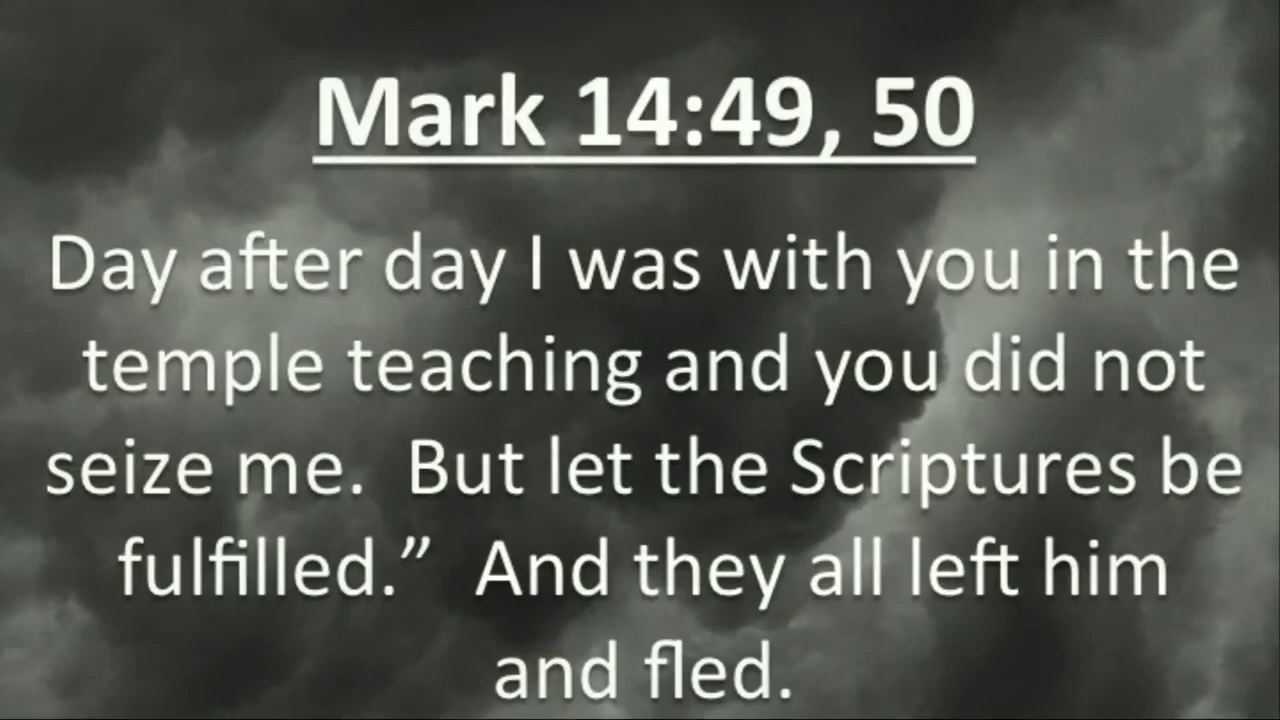 Mark 14:49, 50
Day after day I was with you in the
temple teaching and you did not
seize me.  But let the Scriptures be
fulfilled.”  And they all left him
and fled.